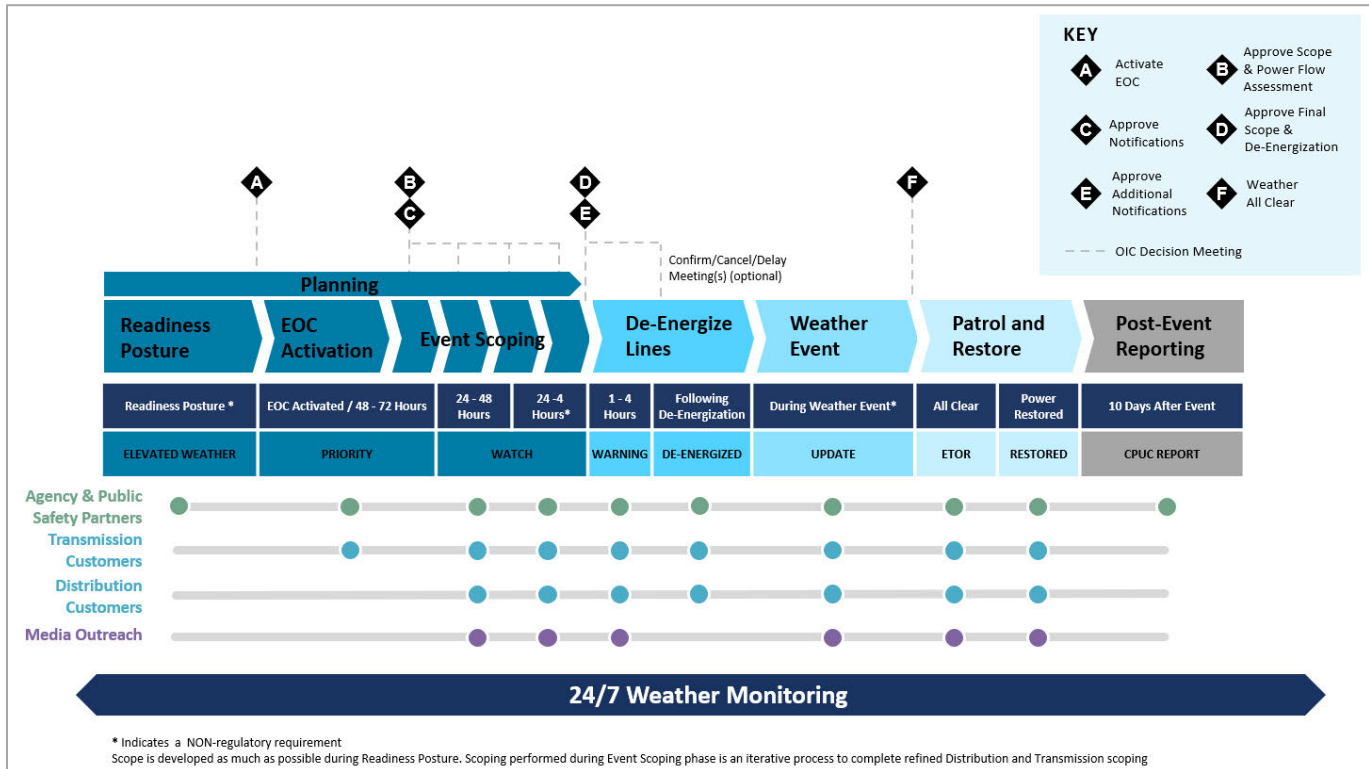 KEY
A
Activate
EOC
B
Approve Scope
& Power Flow
Assessment
C
Approve
Notifications
D
Approve Final
Scope &
De-Energization
E
Approve
Additional
Notifications
F
Weather
All Clear
OIC Decision Meeting
A
B
C
D
E
F
Confirm/Cancel/Delay
Meeting(s) (optional)
Planning
Readiness
Posture
EOC
Activation
Event Scoping
De-Energize
Lines
Weather
Event
Patrol and
Restore
Post-Event
Reporting
Readiness Posture *
EOC Activated / 48 - 72 Hours
24 - 48
Hours
24 -4
Hours*
1 - 4
Hours
Following
De-Energization
During Weather Event*
All Clear
Power
Restored
10 Days After Event
ELEVATED WEATHER
PRIORITY
WATCH
WARNING
DE-ENERGIZED
UPDATE
ETOR
RESTORED
CPUC REPORT
Agency & Public
Safety Partners
Transmission
Customers
Distribution
Customers
Media Outreach
24/7 Weather Monitoring
* Indicates a NON-regulatory requirement
Scope is developed as much as possible during Readiness Posture. Scoping performed during Event Scoping phase is an iterative process to complete refined Distribution and Transmission scoping